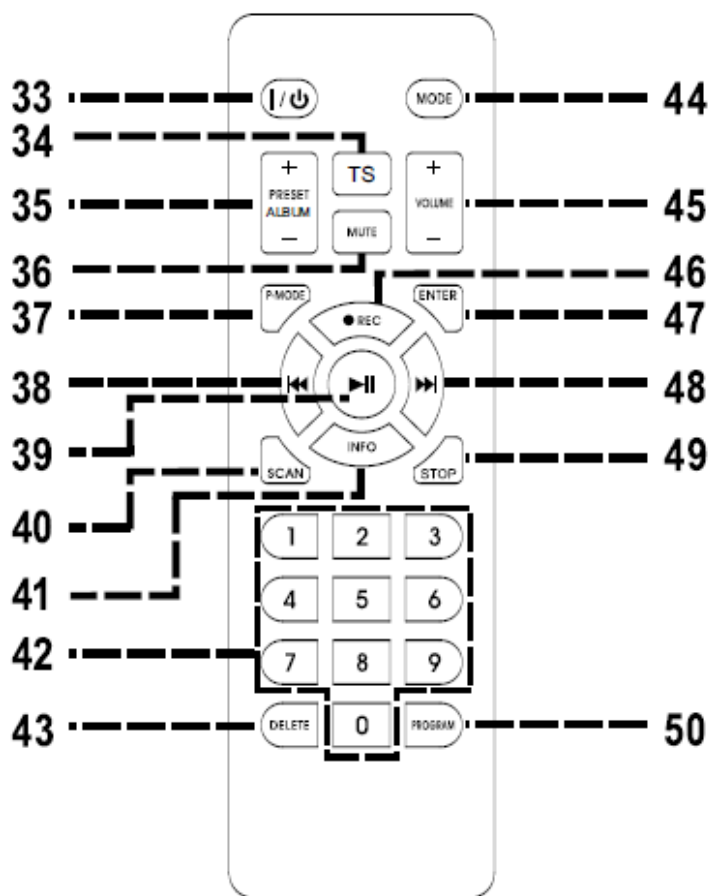 33 I/⏻ MODE 44
34 TS
35 + PRESET ALBUM − + VOLUME − 45
36 MUTE 46
37 P-MODE ●REC ENTER 47
38 ⏮ ⏯ ⏭ 48
39 INFO
40 SCAN STOP 49
41 1 2 3
4 5 6
42 7 8 9
43 DELETE 0 PROGRAM 50